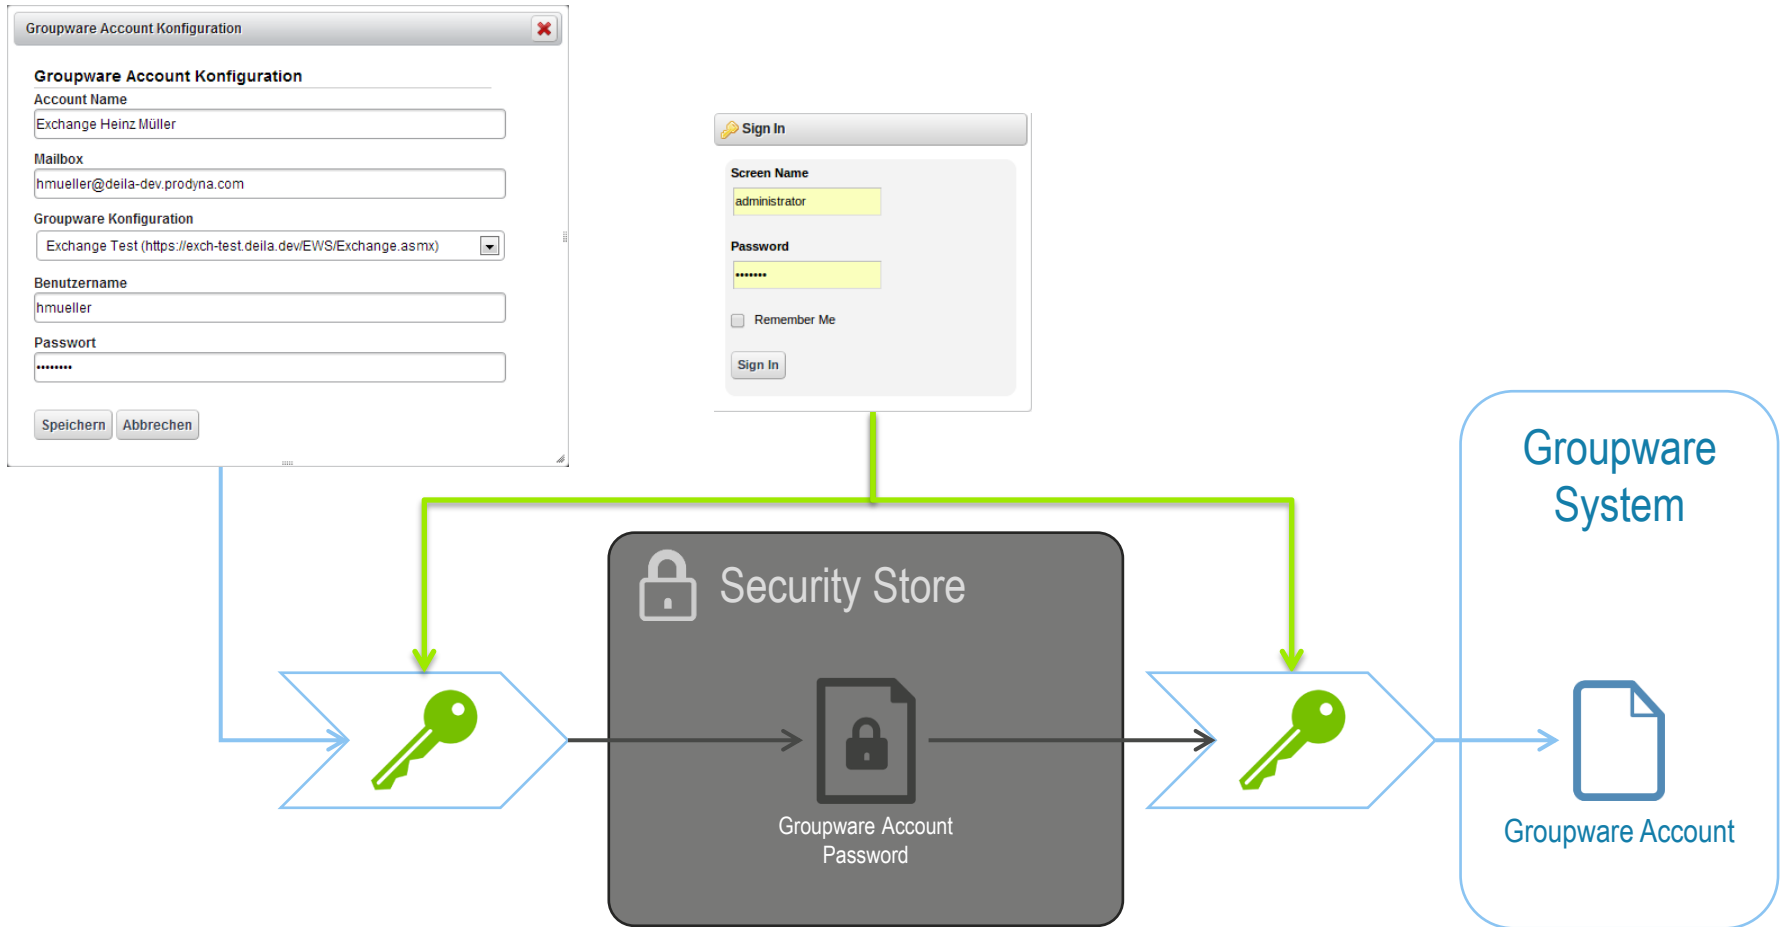 Groupware Account Konfiguration
Groupware Account Konfiguration
Account Name
Exchange Heinz Müller
Mailbox
hmueller@deila-dev.prodyna.com
Groupware Konfiguration
Exchange Test (https://exch-test.deila.dev/EWS/Exchange.asmx)
Benutzername
hmueller
Passwort
••••••••
Speichern Abbrechen
Sign In
Screen Name
administrator
Password
•••••••
Remember Me
Sign In
Security Store
Groupware Account
Password
Groupware
System
Groupware Account